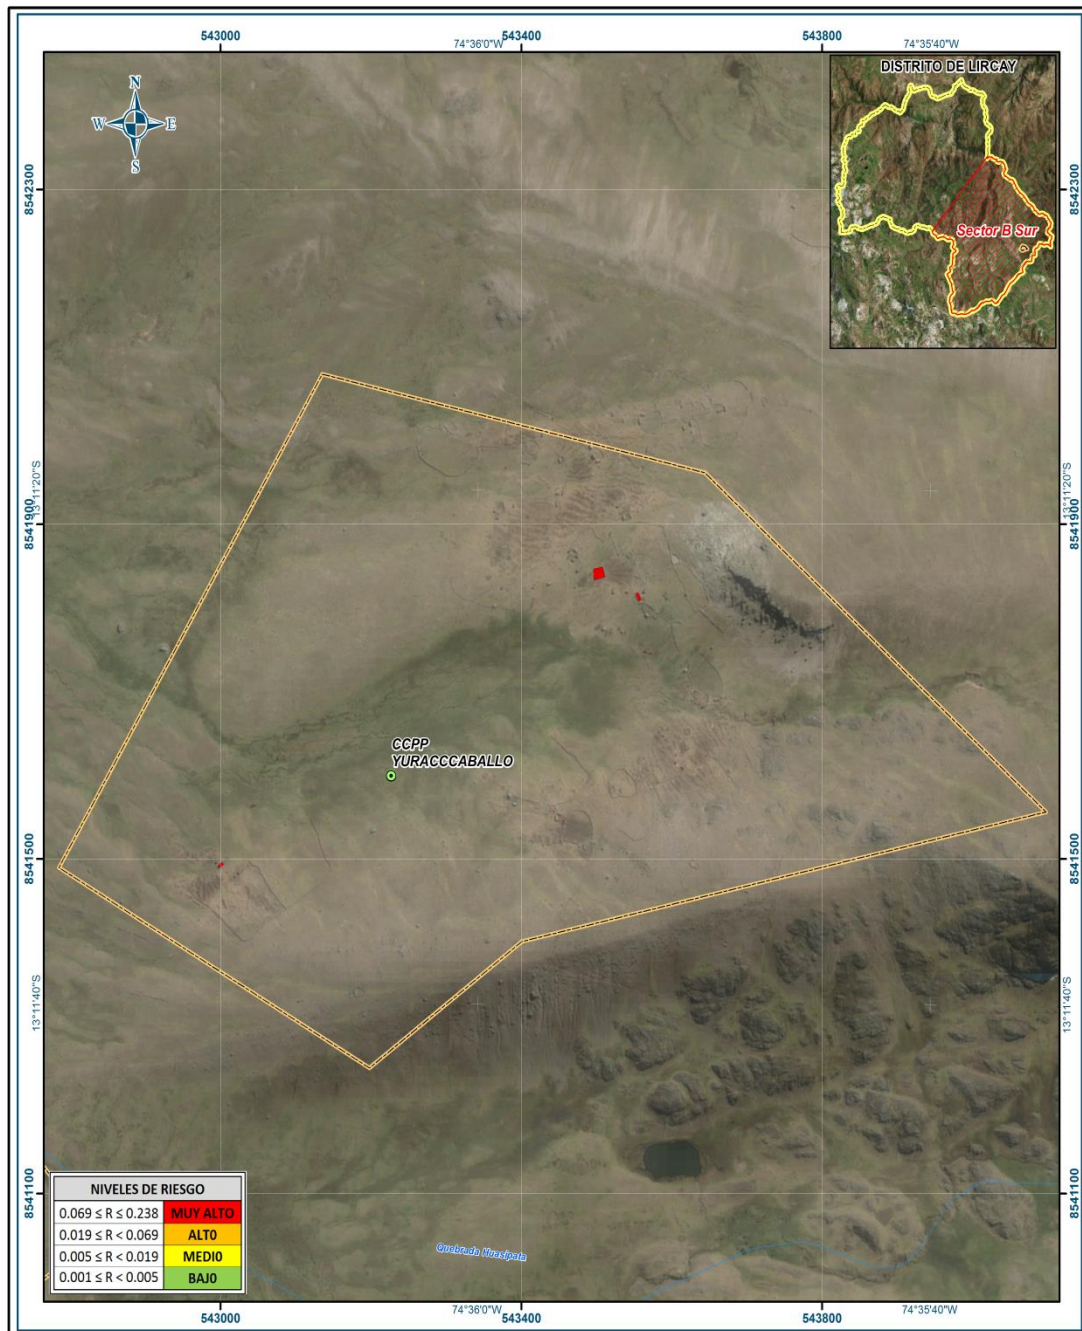 543000
543400
543800
74°36'0"W
74°35'40"W
DISTRITO DE LIRCAY
N
W
E
S
8542300
8542300
Sector B Sur
13°11'20"S
13°11'20"S
8541900
8541900
CCPP
YURACCCABALLO
8541500
8541500
13°11'40"S
13°11'40"S
8541100
8541100
NIVELES DE RIESGO
0.069 ≤ R ≤ 0.238 MUY ALTO
0.019 ≤ R < 0.069 ALT0
0.005 ≤ R < 0.019 MEDI0
0.001 ≤ R < 0.005 BAJ0
Quebrada Huasipata
543000
543400
543800
74°36'0"W
74°35'40"W